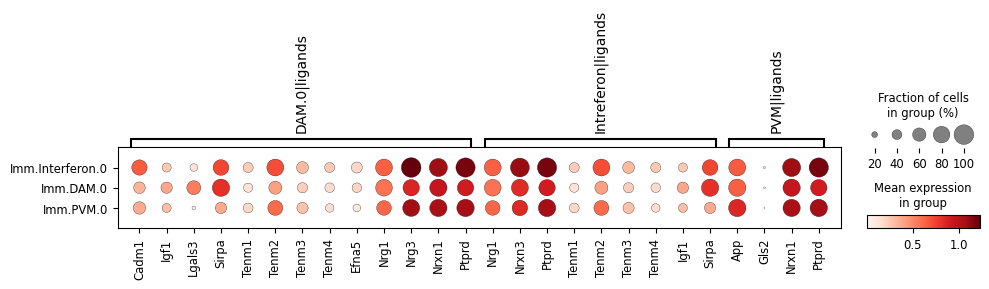 DAM.0|ligands
Intreferon|ligands
PVM|ligands
Imm.Interferon.0
Imm.DAM.0
Imm.PVM.0
Cadm1
Igf1
Lgals3
Sirpa
Tenm1
Tenm2
Tenm3
Tenm4
Efna5
Nrg1
Nrg3
Nrxn1
Ptprd
Nrg1
Nrxn3
Ptprd
Tenm1
Tenm2
Tenm3
Tenm4
Igf1
Sirpa
App
Gls2
Nrxn1
Ptprd
Fraction of cells
in group (%)
20 40 60 80 100
Mean expression
in group
0.5 1.0